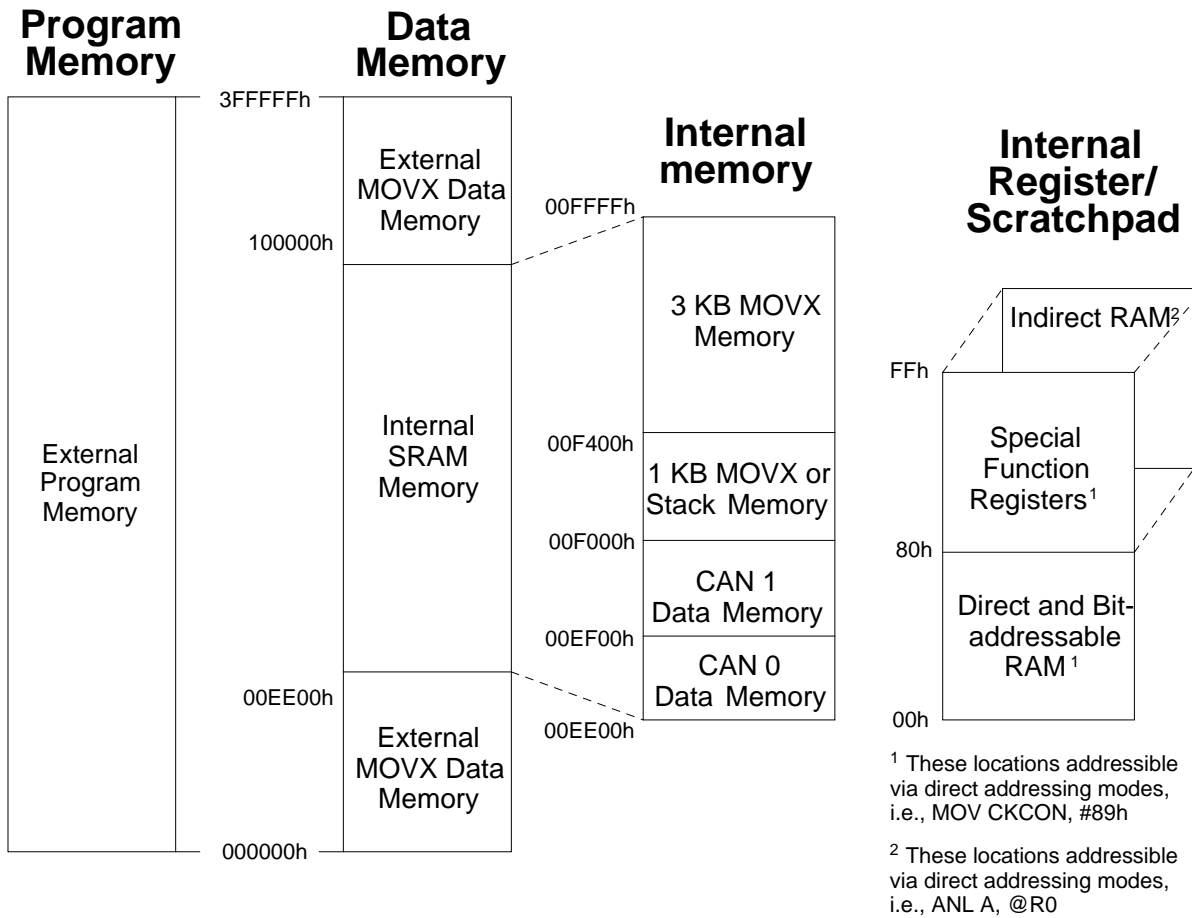 Program
Memory
3FFFFFh
External
Program
Memory
000000h
Data
Memory
External
MOVX Data
Memory
100000h
Internal
SRAM
Memory
00EE00h
External
MOVX Data
Memory
Internal
memory
00FFFFh
3 KB MOVX
Memory
00F400h
1 KB MOVX or
Stack Memory
00F000h
CAN 1
Data Memory
00EF00h
CAN 0
Data Memory
00EE00h
Internal
Register/
Scratchpad
Indirect RAM²
FFh
Special
Function
Registers¹
80h
Direct and Bit-
addressable
RAM¹
00h
¹ These locations addressible
via direct addressing modes,
i.e., MOV CKCON, #89h
² These locations addressible
via direct addressing modes,
i.e., ANL A, @R0